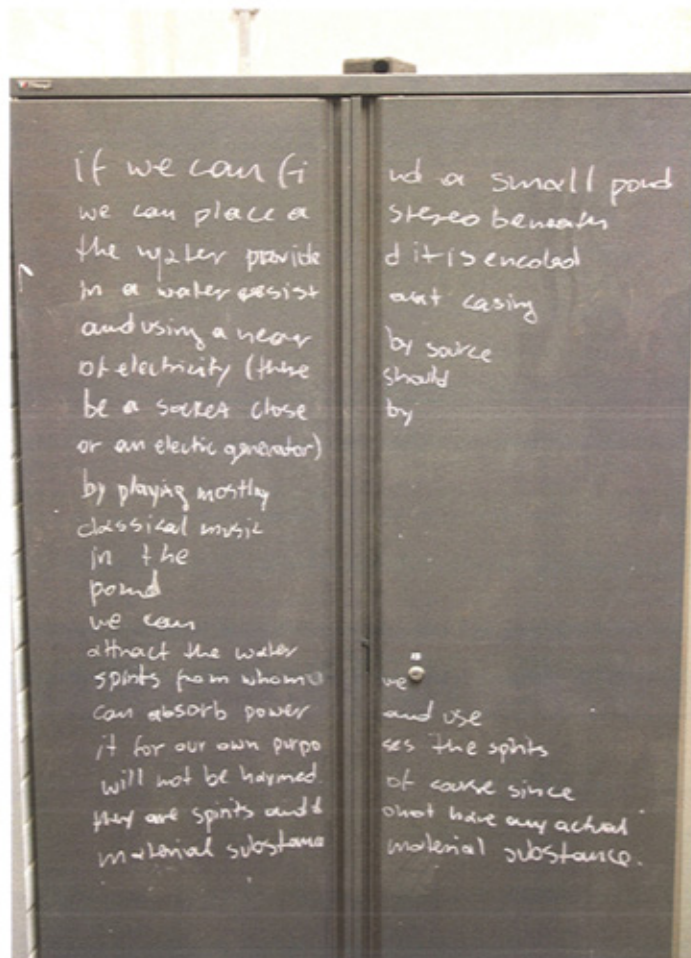 if we can fi nd a small pond
we can place a stereo beneath
the water provide d it is encoled
in a water resist ant casing
and using a near by source
of electricity (there should
be a socket close by
or an electic generator)
by playing mostly
classical music
in the
pond
we can
attract the water
spirits from whom we
can absorb power and use
it for our own purpo ses the spirits
will not be harmed. of course since
they are spirits and d o not have any actual
material substance material substance.